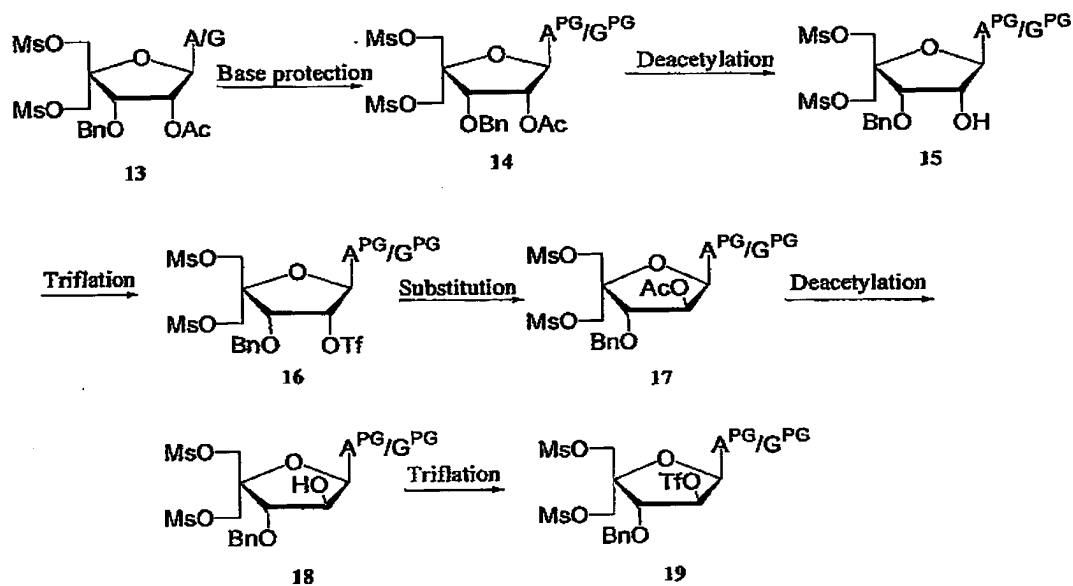 MsO O A/G
MsO
BnO OAc
13
Base protection
MsO O A^PG/G^PG
MsO
OBn OAc
14
Deacetylation
MsO O A^PG/G^PG
MsO
BnO OH
15
Triflation
MsO O A^PG/G^PG
MsO
BnO OTf
16
Substitution
MsO O A^PG/G^PG
AcO
MsO
BnO
17
Deacetylation
MsO O A^PG/G^PG
HO
MsO
BnO
18
Triflation
MsO O A^PG/G^PG
TfO
MsO
BnO
19